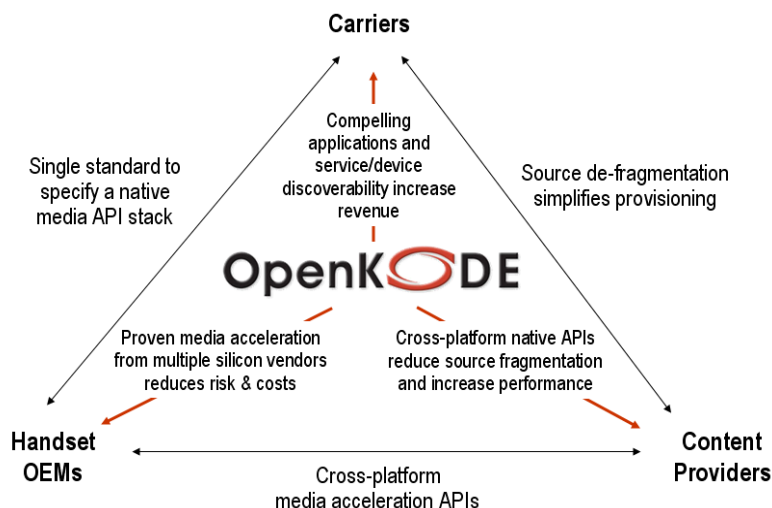 Carriers
Compelling
applications and
service/device
discoverability increase
revenue
Single standard to
specify a native
media API stack
Source de-fragmentation
simplifies provisioning
OpenKODE
Proven media acceleration
from multiple silicon vendors
reduces risk & costs
Cross-platform native APIs
reduce source fragmentation
and increase performance
Handset
OEMs
Content
Providers
Cross-platform
media acceleration APIs